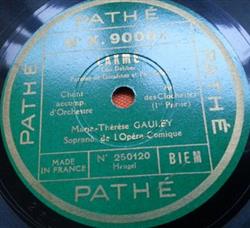 PATHÉ
X. 9000
LAKMÉ
Léo Delibes
Chant
accomp.
d'Orchestre
des Clochettes
(1re Partie)
Marie-Thérèse GAULEY
Soprano de l'Opéra-Comique
MADE
IN FRANCE
N° 250120
Heugel
BIEM
PATHÉ
PATHÉ
PATHÉ